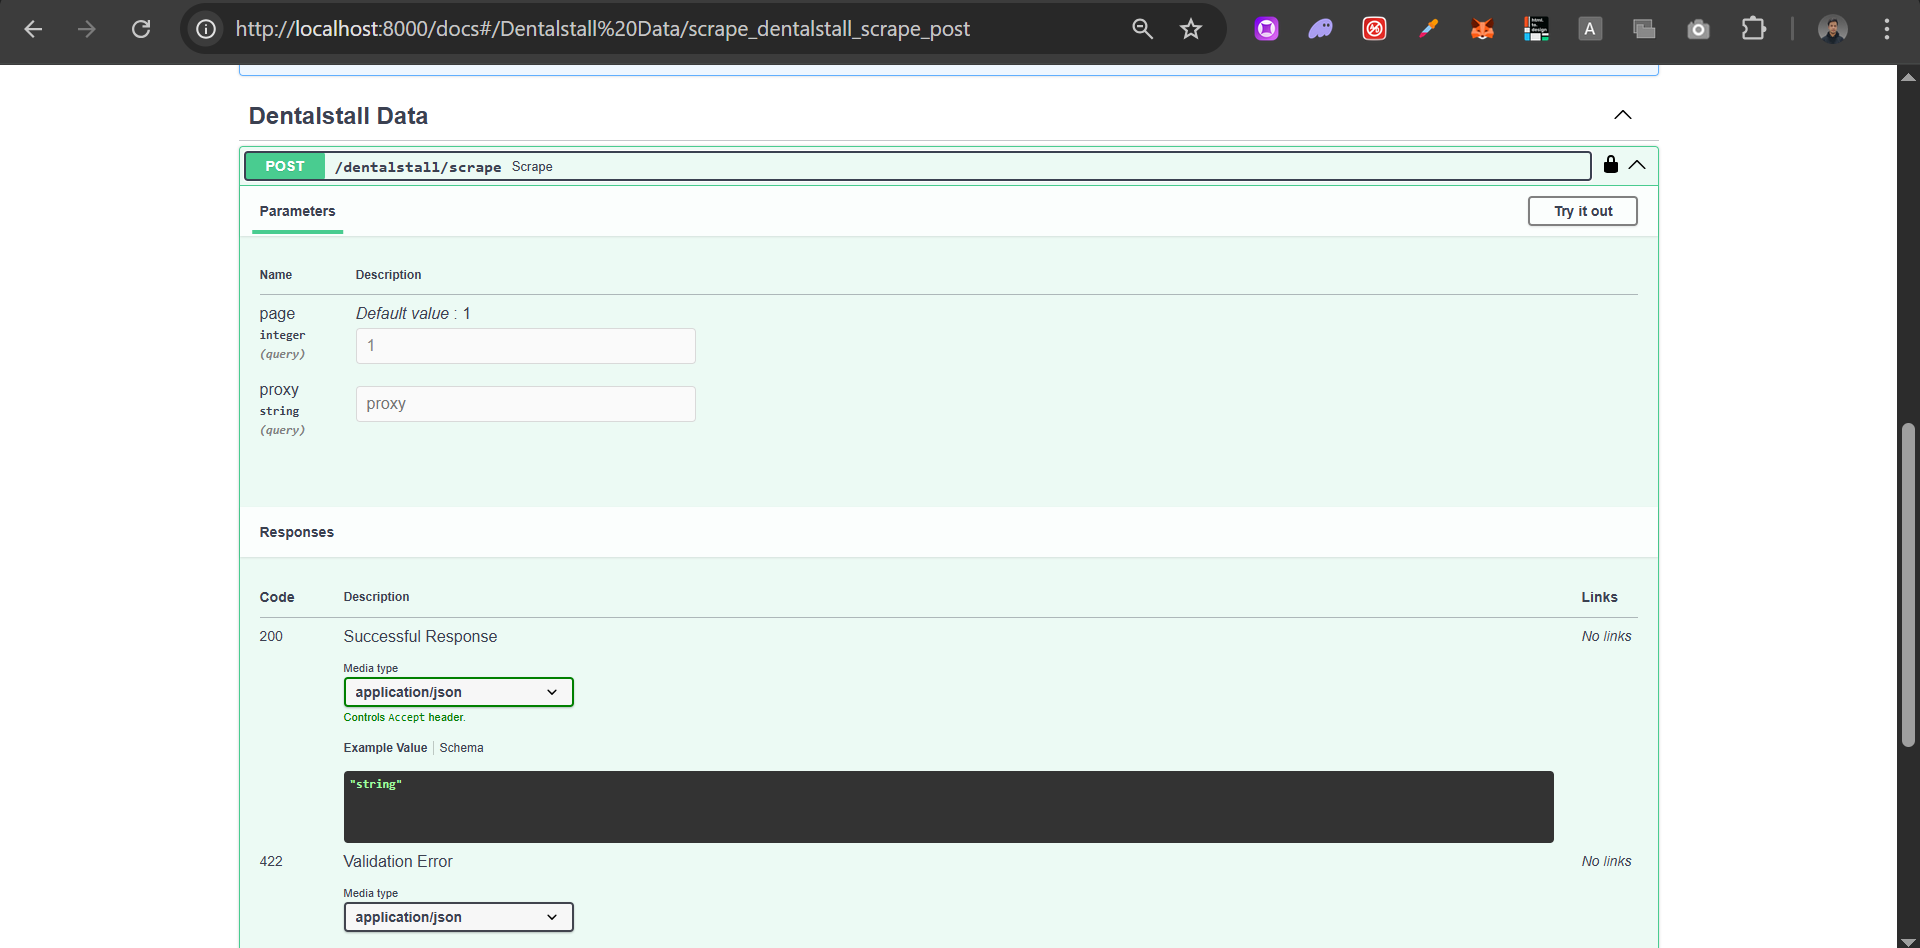 http://localhost:8000/docs#/Dentalstall%20Data/scrape_dentalstall_scrape_post
A
Dentalstall Data
POST /dentalstall/scrape Scrape
Parameters
Try it out
Name Description
page Default value : 1
integer
1
(query)
proxy
proxy
string
(query)
Responses
Code Description Links
200 Successful Response No links
Media type
application/json
Controls Accept header.
Example Value Schema
"string"
422 Validation Error No links
Media type
application/json